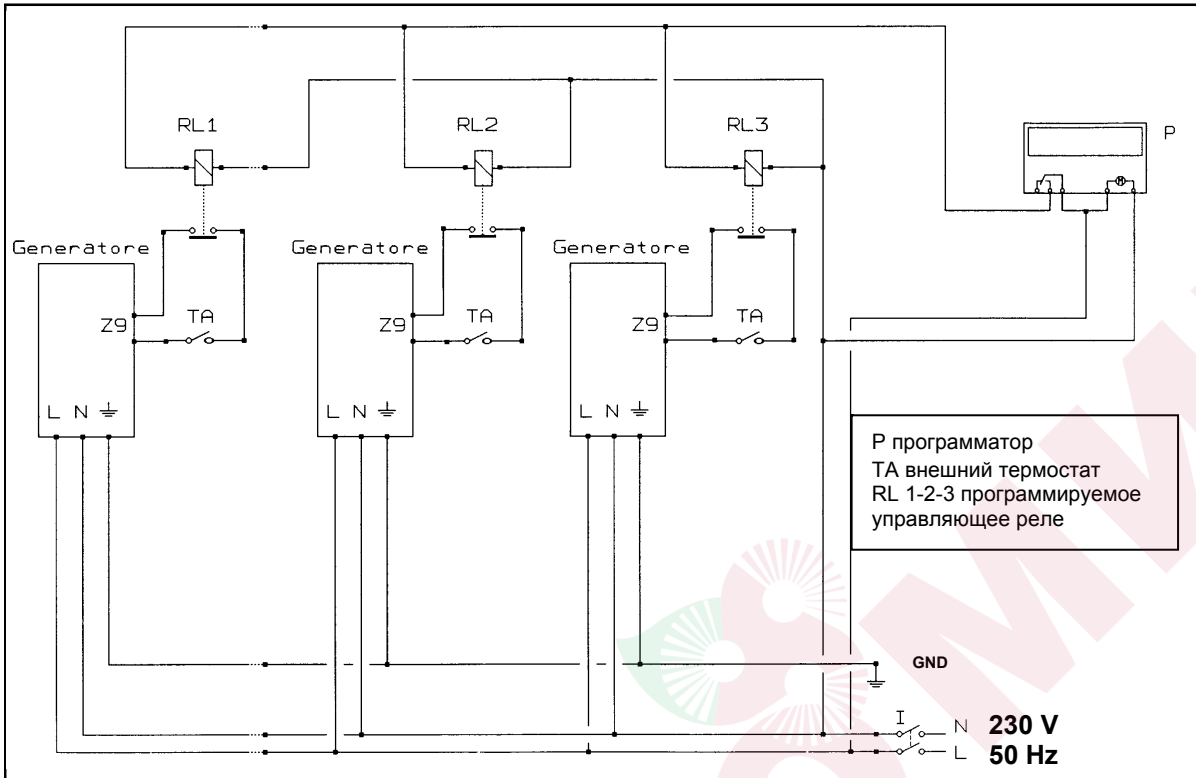 RL1
RL2
RL3
P
Generatore
Generatore
Generatore
Z9
TA
Z9
TA
Z9
TA
L N
L N
L N
P программатор
TA внешний термостат
RL 1-2-3 программируемое
управляющее реле
GND
I
N 230 V
L 50 Hz